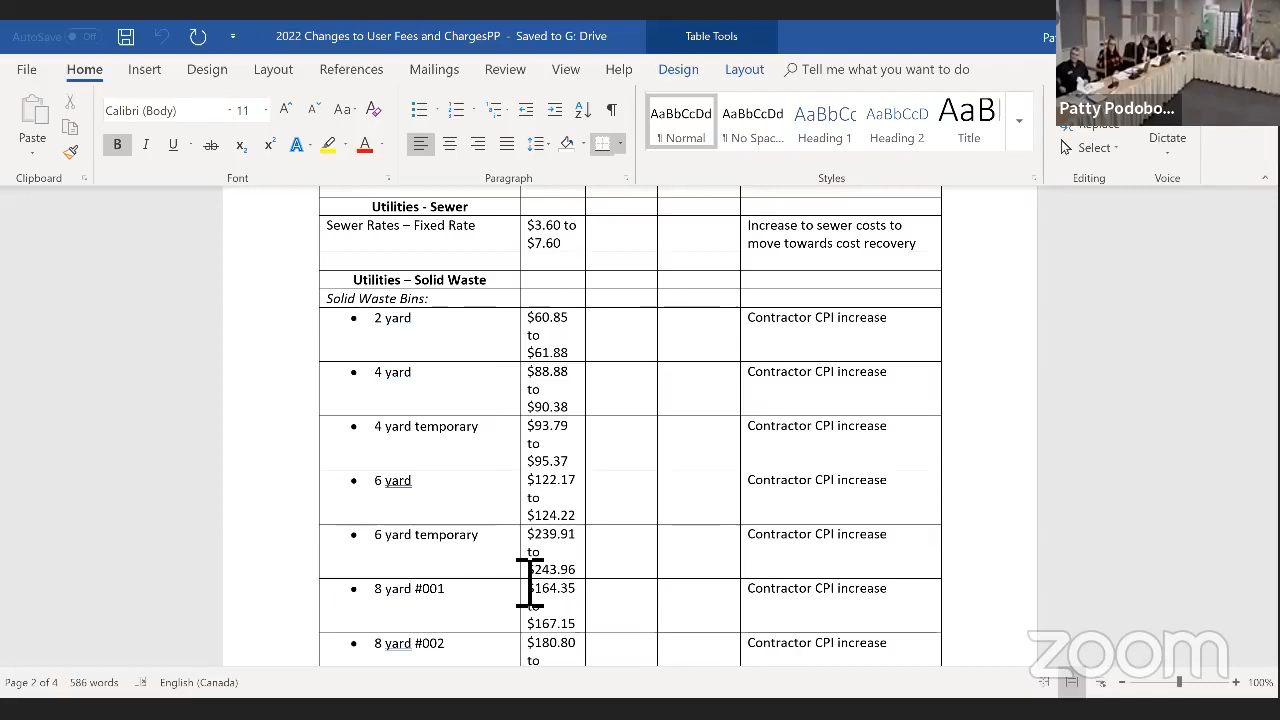 AutoSave Off
2022 Changes to User Fees and ChargesPP - Saved to G: Drive
Table Tools
Pa
File Home Insert Design Layout References Mailings Review View Help Design Layout Tell me what you want to do
Patty Podobo...
Paste
Calibri (Body) 11
Aa
B I U ab x₂ x² A A
AaBbCcDd AaBbCcDd AaBbCc AaBbCcD AaB
¶ Normal ¶ No Spac... Heading 1 Heading 2 Title
Replace
Select
Dictate
Clipboard Font Paragraph Styles Editing Voice
Utilities - Sewer
Sewer Rates – Fixed Rate $3.60 to Increase to sewer costs to
$7.60 move towards cost recovery
Utilities – Solid Waste
Solid Waste Bins:
• 2 yard $60.85 Contractor CPI increase
to
$61.88
• 4 yard $88.88 Contractor CPI increase
to
$90.38
• 4 yard temporary $93.79 Contractor CPI increase
to
$95.37
• 6 yard $122.17 Contractor CPI increase
to
$124.22
• 6 yard temporary $239.91 Contractor CPI increase
to
$243.96
• 8 yard #001 $164.35 Contractor CPI increase
to
$167.15
• 8 yard #002 $180.80 Contractor CPI increase
to
zoom
Page 2 of 4 586 words English (Canada) 100%